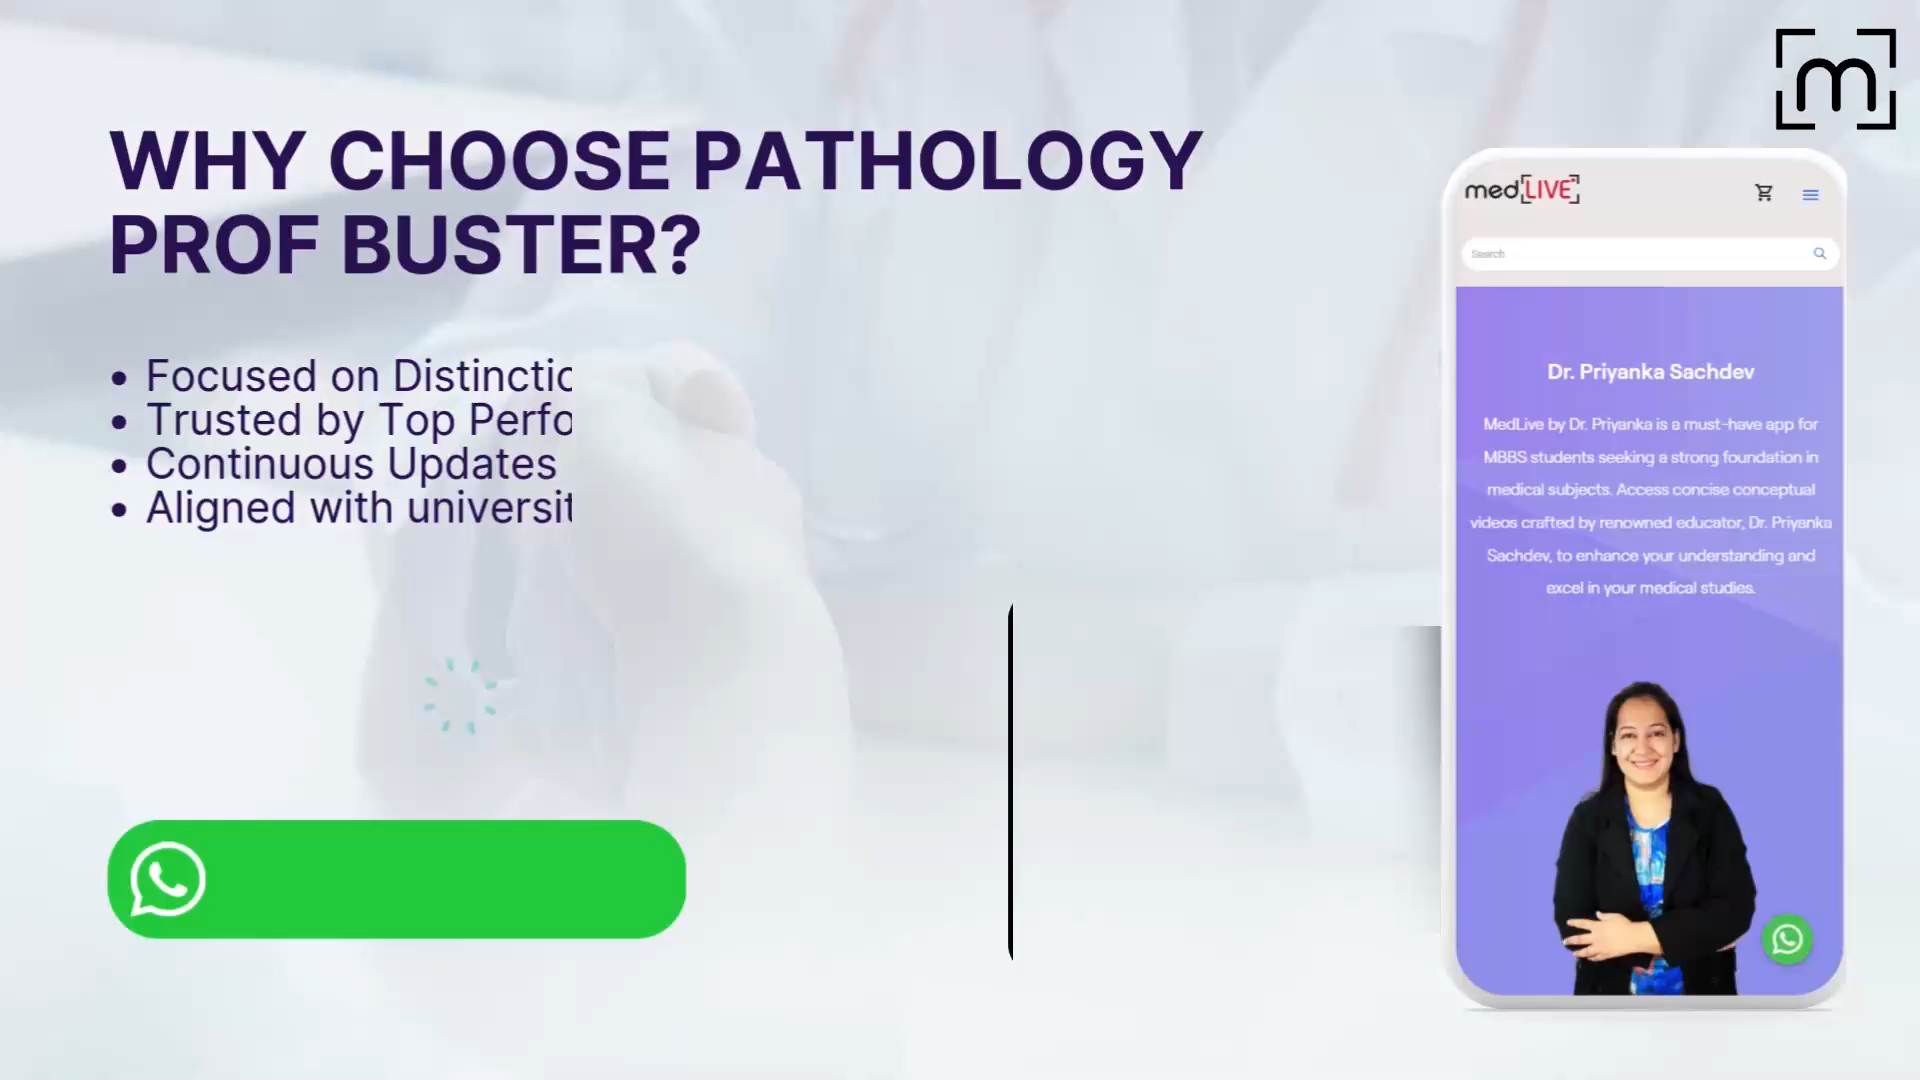 WHY CHOOSE PATHOLOGY
PROF BUSTER?
• Focused on Distinctio
• Trusted by Top Perfo
• Continuous Updates
• Aligned with universit
m
med[LIVE]
Search
Dr. Priyanka Sachdev
MedLive by Dr. Priyanka is a must-have app for
MBBS students seeking a strong foundation in
medical subjects. Access concise conceptual
videos crafted by renowned educator, Dr. Priyanka
Sachdev, to enhance your understanding and
excel in your medical studies.